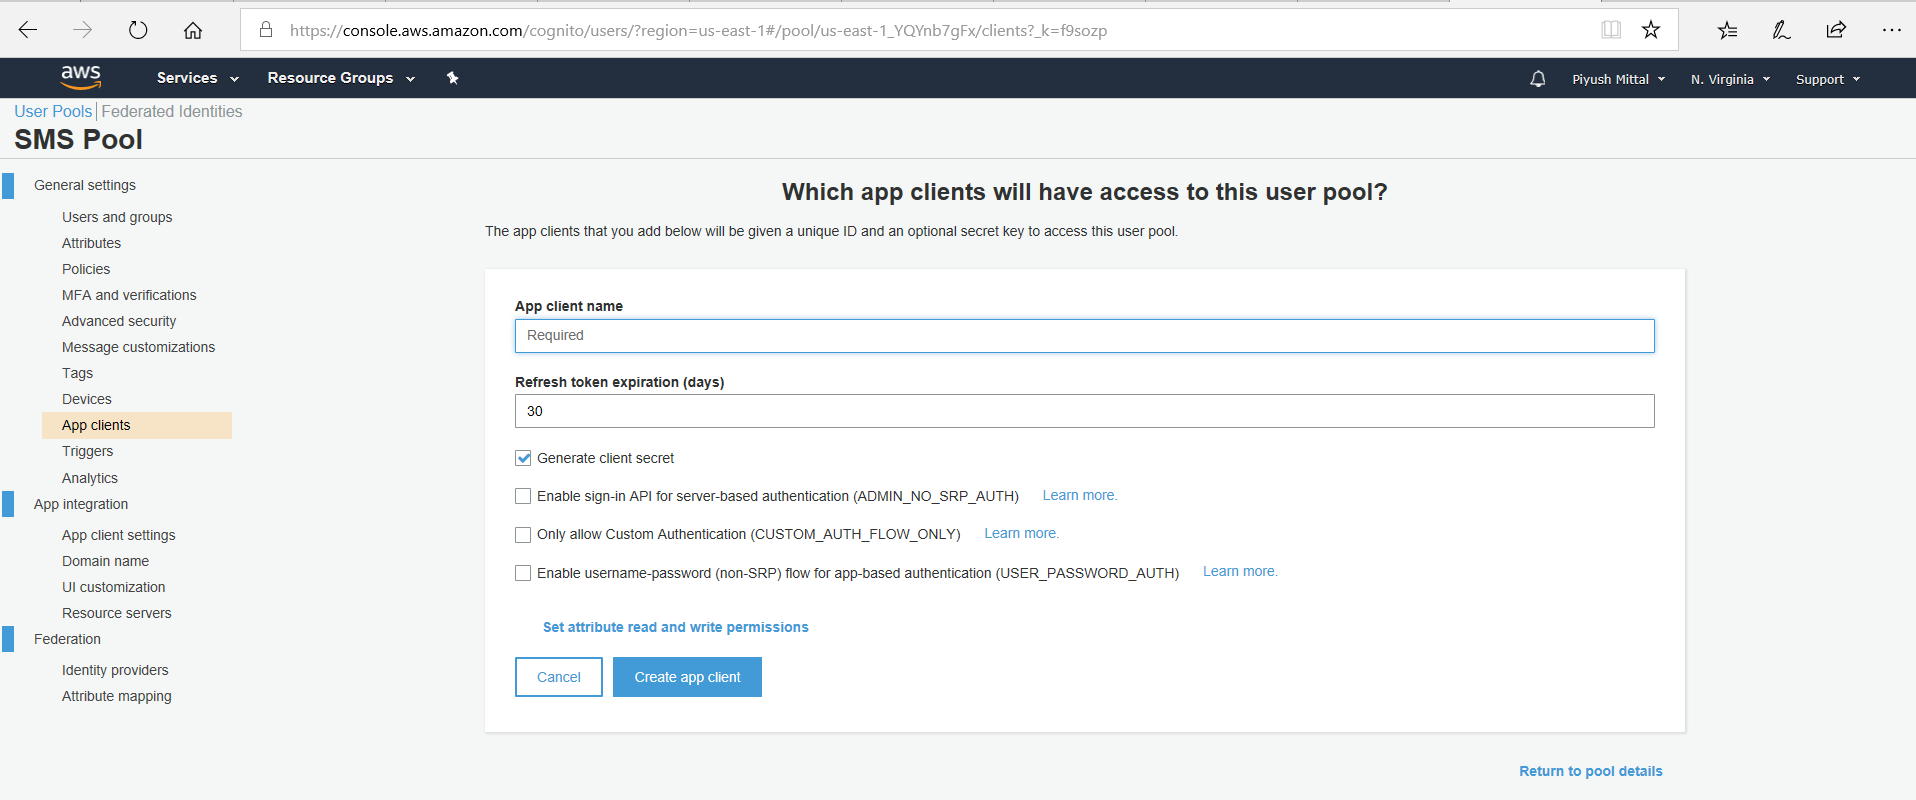 https://console.aws.amazon.com/cognito/users/?region=us-east-1#/pool/us-east-1_YQYnb7gFx/clients?_k=f9sozp
aws Services Resource Groups Piyush Mittal N. Virginia Support
User Pools Federated Identities
SMS Pool
General settings
Users and groups
Attributes
Policies
MFA and verifications
Advanced security
Message customizations
Tags
Devices
App clients
Triggers
Analytics
App integration
App client settings
Domain name
UI customization
Resource servers
Federation
Identity providers
Attribute mapping
Which app clients will have access to this user pool?
The app clients that you add below will be given a unique ID and an optional secret key to access this user pool.
App client name
Required
Refresh token expiration (days)
30
Generate client secret
Enable sign-in API for server-based authentication (ADMIN_NO_SRP_AUTH) Learn more.
Only allow Custom Authentication (CUSTOM_AUTH_FLOW_ONLY) Learn more.
Enable username-password (non-SRP) flow for app-based authentication (USER_PASSWORD_AUTH) Learn more.
Set attribute read and write permissions
Cancel Create app client
Return to pool details